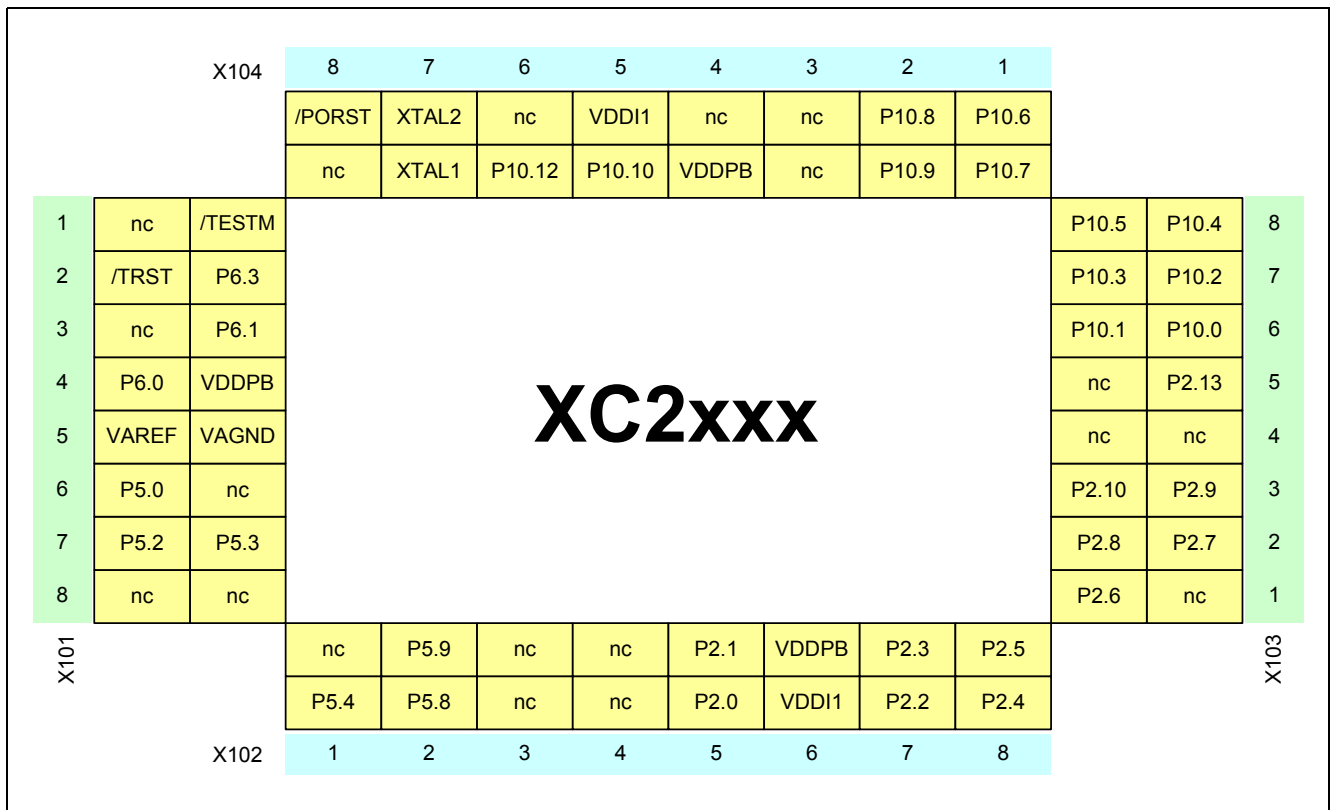 X104 8 7 6 5 4 3 2 1
/PORST XTAL2 nc VDDI1 nc nc P10.8 P10.6
nc XTAL1 P10.12 P10.10 VDDPB nc P10.9 P10.7
1 nc /TESTM P10.5 P10.4 8
2 /TRST P6.3 P10.3 P10.2 7
3 nc P6.1 P10.1 P10.0 6
4 P6.0 VDDPB nc P2.13 5
XC2xxx
5 VAREF VAGND nc nc 4
6 P5.0 nc P2.10 P2.9 3
7 P5.2 P5.3 P2.8 P2.7 2
8 nc nc P2.6 nc 1
X101 nc P5.9 nc nc P2.1 VDDPB P2.3 P2.5 X103
P5.4 P5.8 nc nc P2.0 VDDI1 P2.2 P2.4
X102 1 2 3 4 5 6 7 8